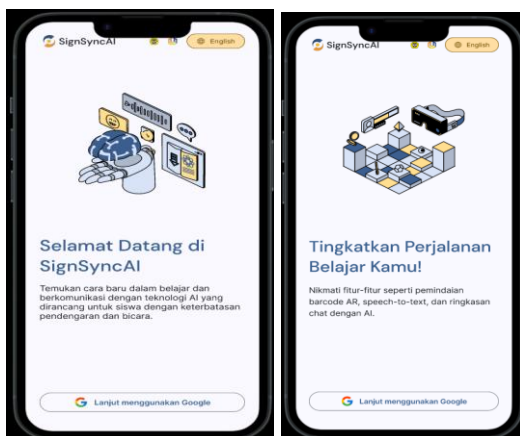 SignSyncAI
English
Selamat Datang di
SignSyncAI
Temukan cara baru dalam belajar dan
berkomunikasi dengan teknologi AI yang
dirancang untuk siswa dengan keterbatasan
pendengaran dan bicara.
Lanjut menggunakan Google
SignSyncAI
English
Tingkatkan Perjalanan
Belajar Kamu!
Nikmati fitur-fitur seperti pemindaian
barcode AR, speech-to-text, dan ringkasan
chat dengan AI.
Lanjut menggunakan Google